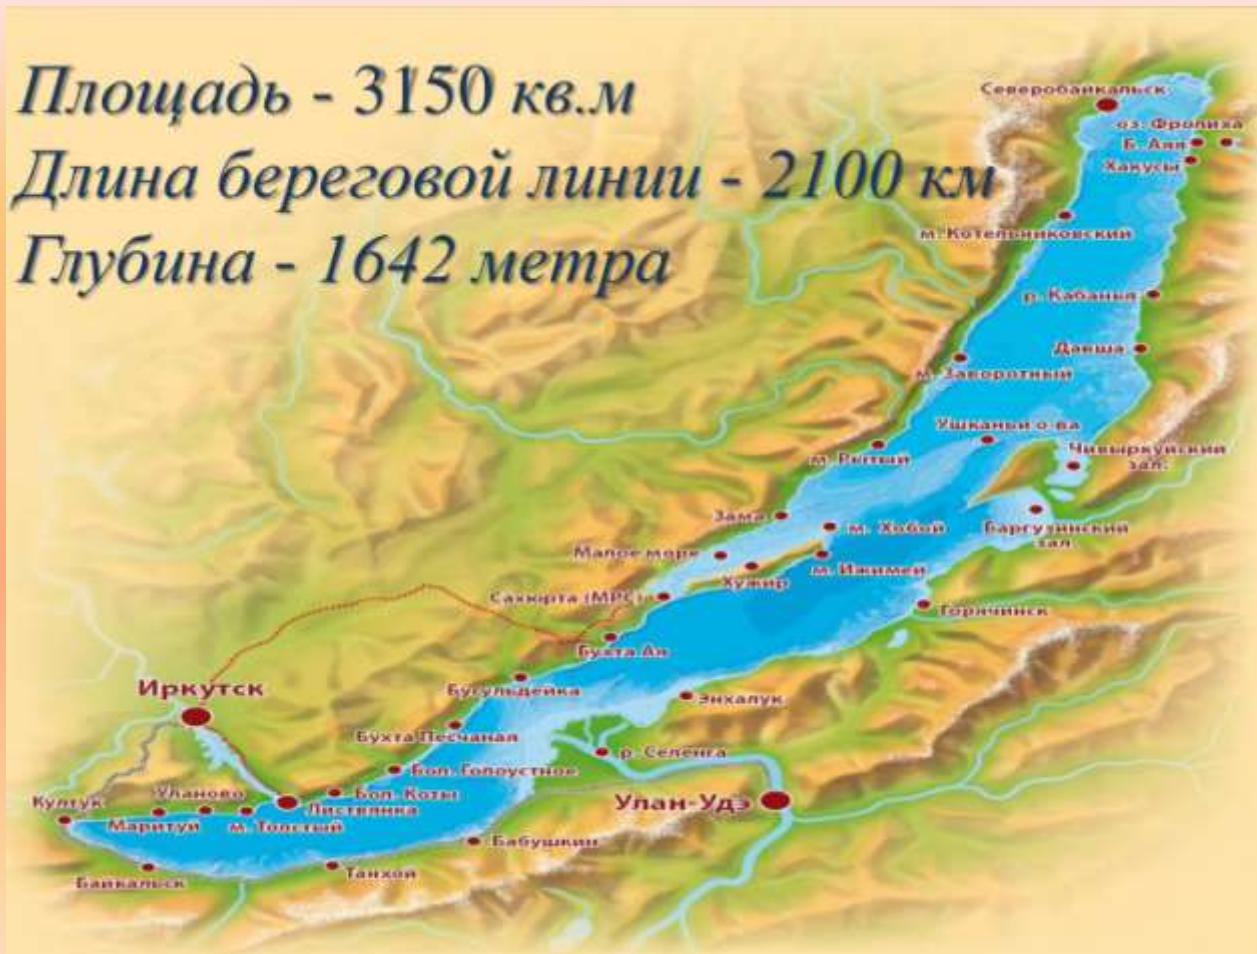 Площадь - 3150 кв.м
Длина береговой линии - 2100 км
Глубина - 1642 метра
Северобайкальск
оз. Фролиха
Б. Аяя
Хакусы
м. Котельниковский
р. Кабанья
Давша
м. Заворотный
Ушканьи о-ва
м. Рытый
Чивыркуйский
зал.
Зама
м. Хобой
Баргузинский
зал.
Малое море
Хужир
м. Ижимей
Сахюрта (МРС)
Горячинск
Бухта Ая
Иркутск
Бугульдейка
Энхалук
Бухта Песчаная
р. Селенга
Бол. Голоустное
Култук
Уланово
Бол. Коты
Улан-Удэ
Маритуй
м. Толстый
Листвянка
Бабушкин
Байкальск
Танхой